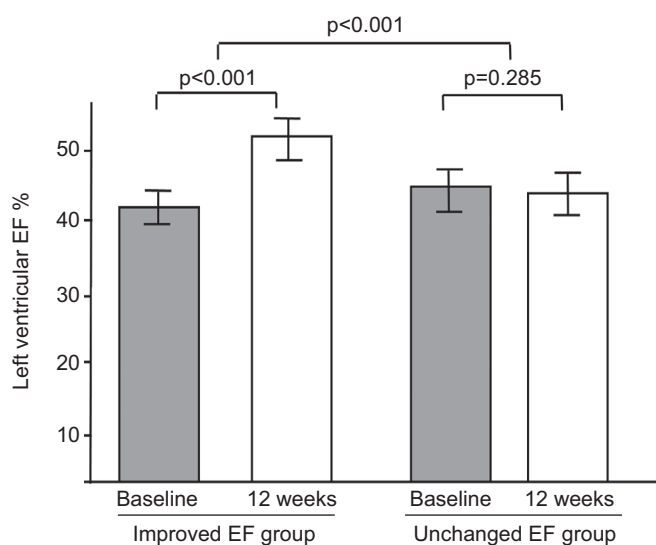 p<0.001
p<0.001
p=0.285
Left ventricular EF %
50
40
30
20
10
Baseline 12 weeks Baseline 12 weeks
Improved EF group Unchanged EF group